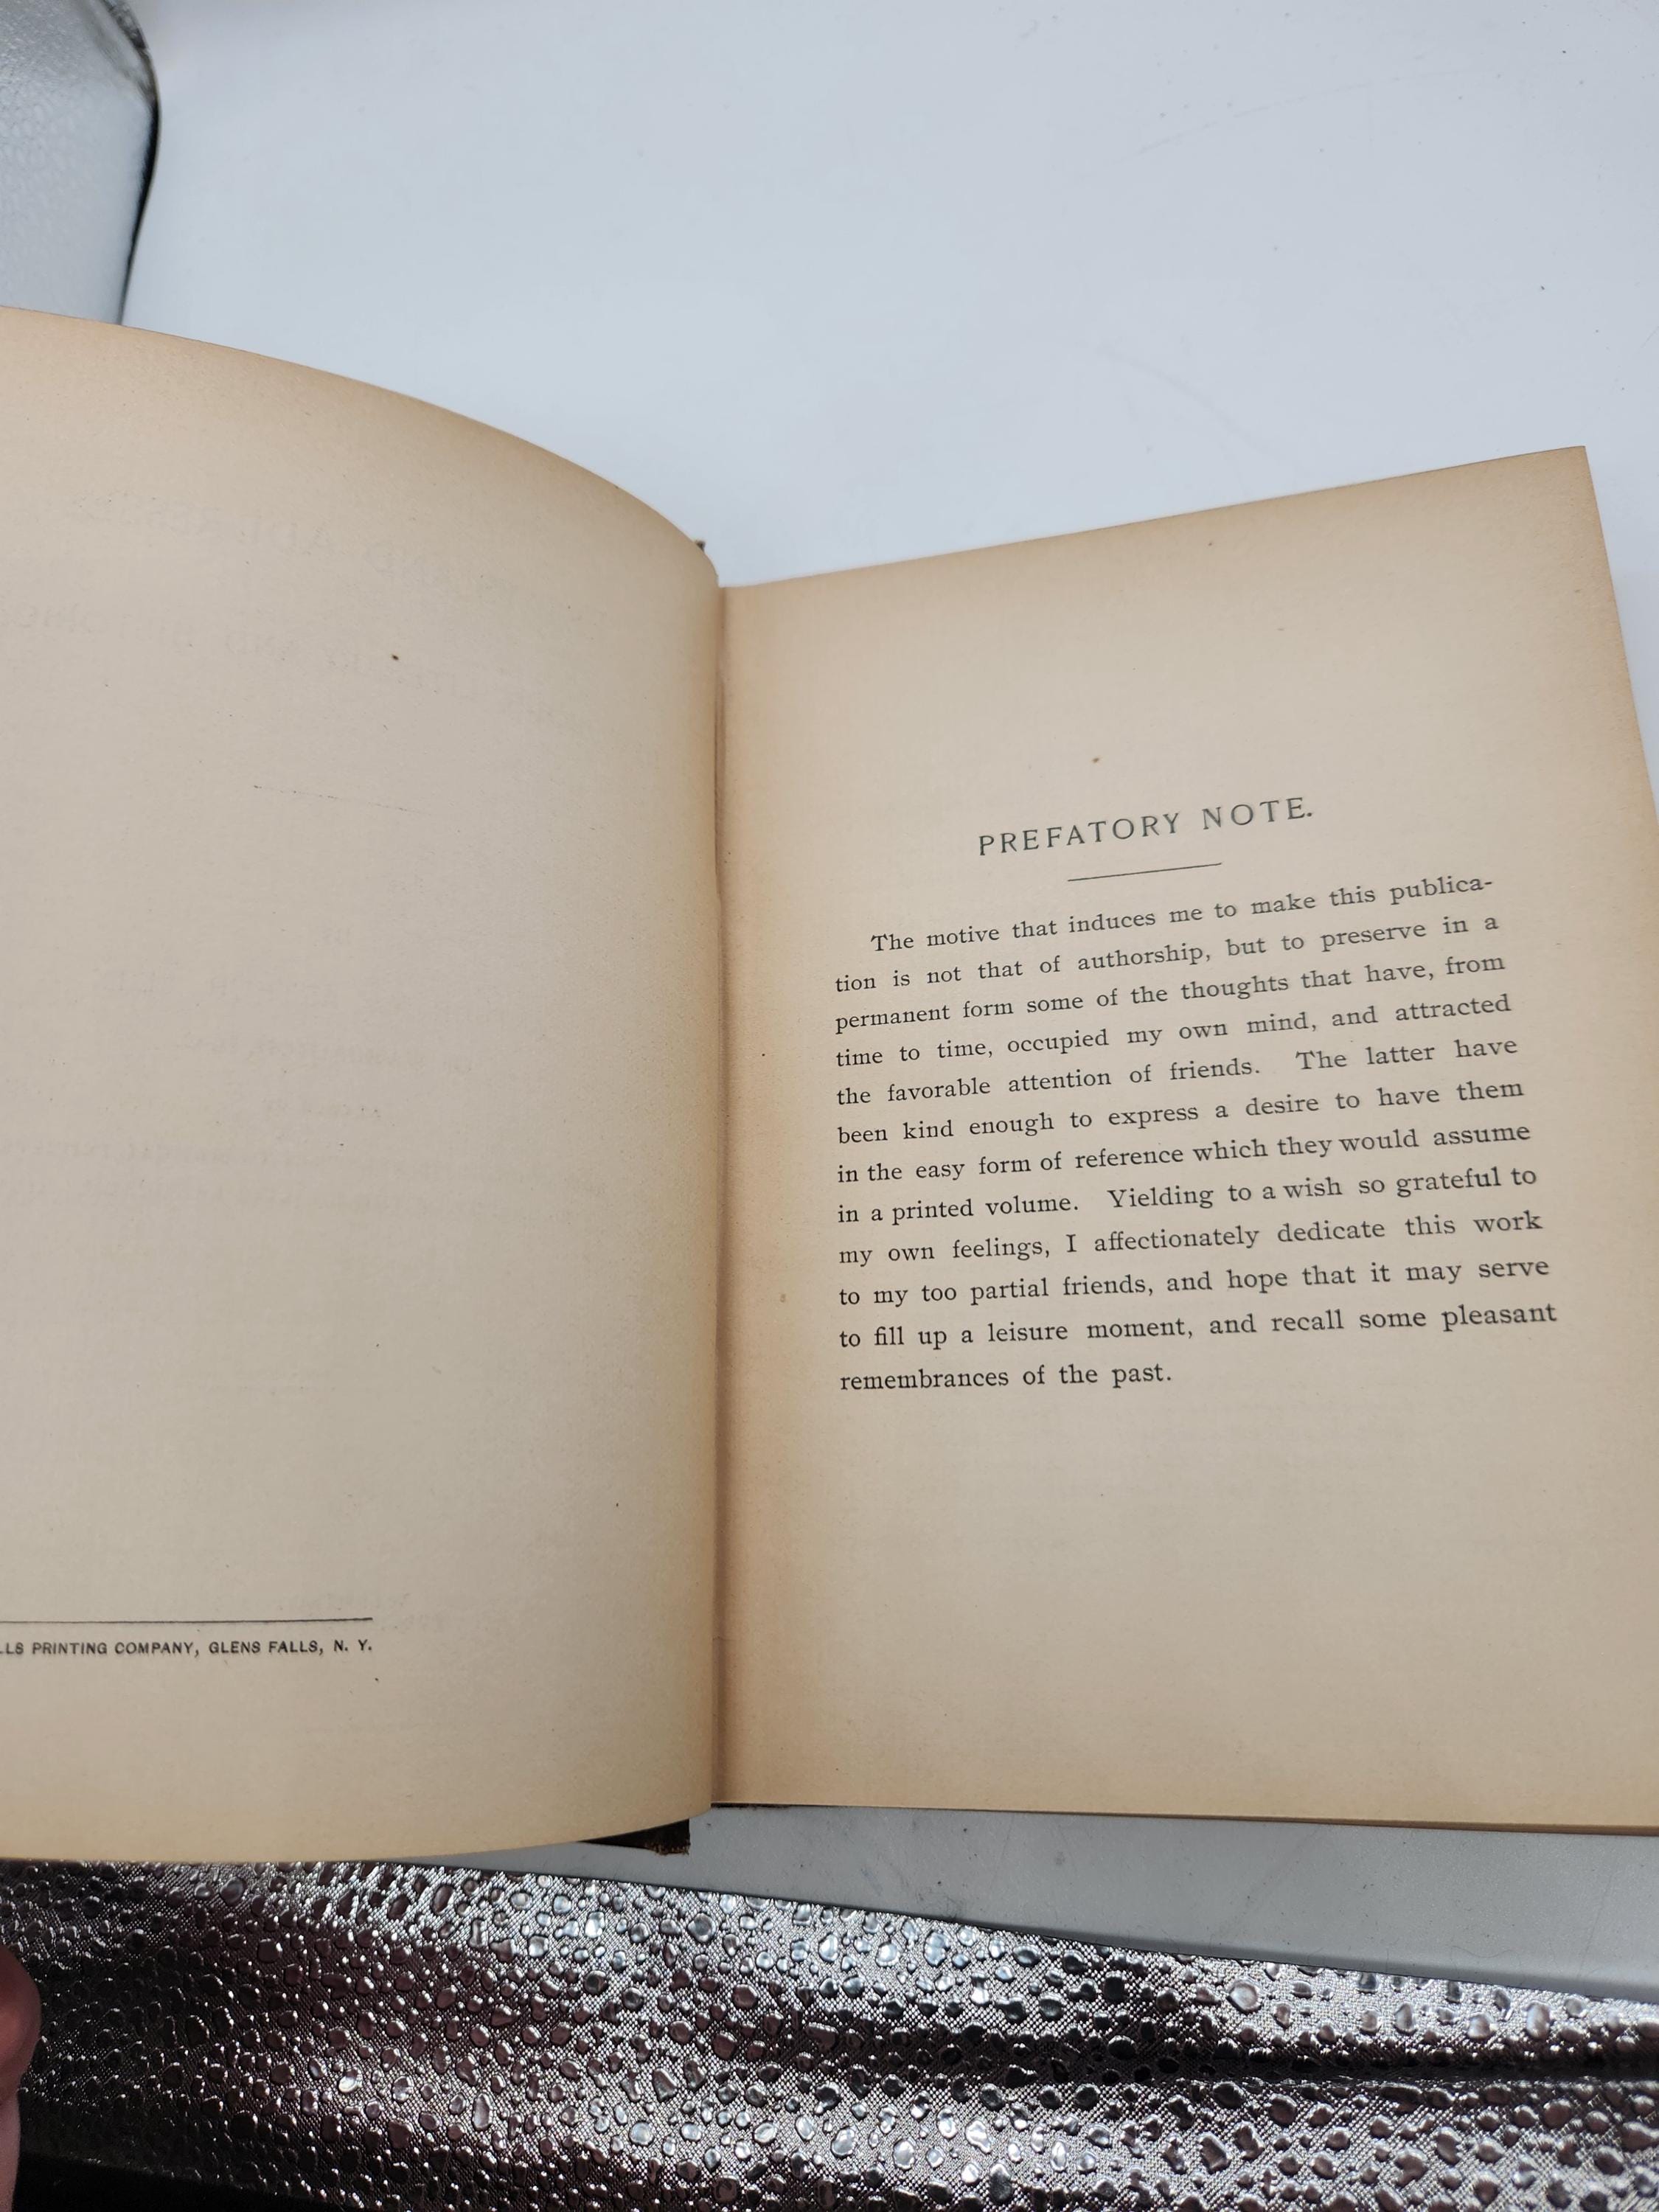 LLS PRINTING COMPANY, GLENS FALLS, N. Y.
PREFATORY NOTE.
The motive that induces me to make this publica-
tion is not that of authorship, but to preserve in a
permanent form some of the thoughts that have, from
time to time, occupied my own mind, and attracted
the favorable attention of friends. The latter have
been kind enough to express a desire to have them
in the easy form of reference which they would assume
in a printed volume. Yielding to a wish so grateful to
my own feelings, I affectionately dedicate this work
to my too partial friends, and hope that it may serve
to fill up a leisure moment, and recall some pleasant
remembrances of the past.